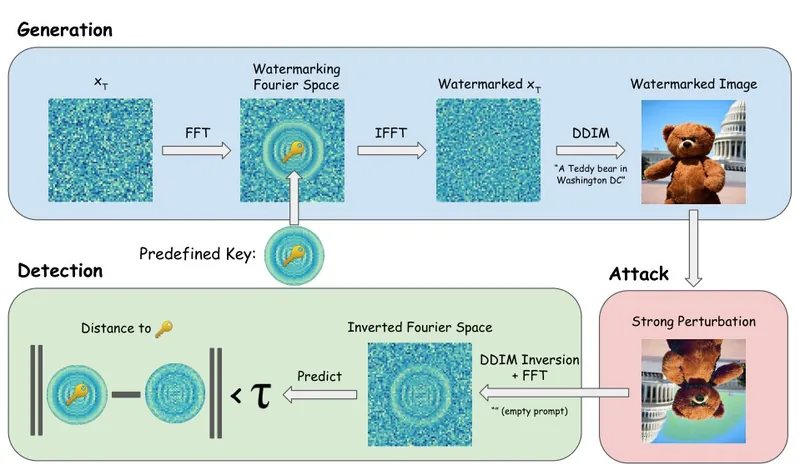 Generation
x_T
FFT
Watermarking
Fourier Space
IFFT
Watermarked x_T
DDIM
"A Teddy bear in
Washington DC"
Watermarked Image
Predefined Key:
Detection
Distance to 🔑
< τ
Predict
Inverted Fourier Space
DDIM Inversion
+ FFT
"" (empty prompt)
Attack
Strong Perturbation